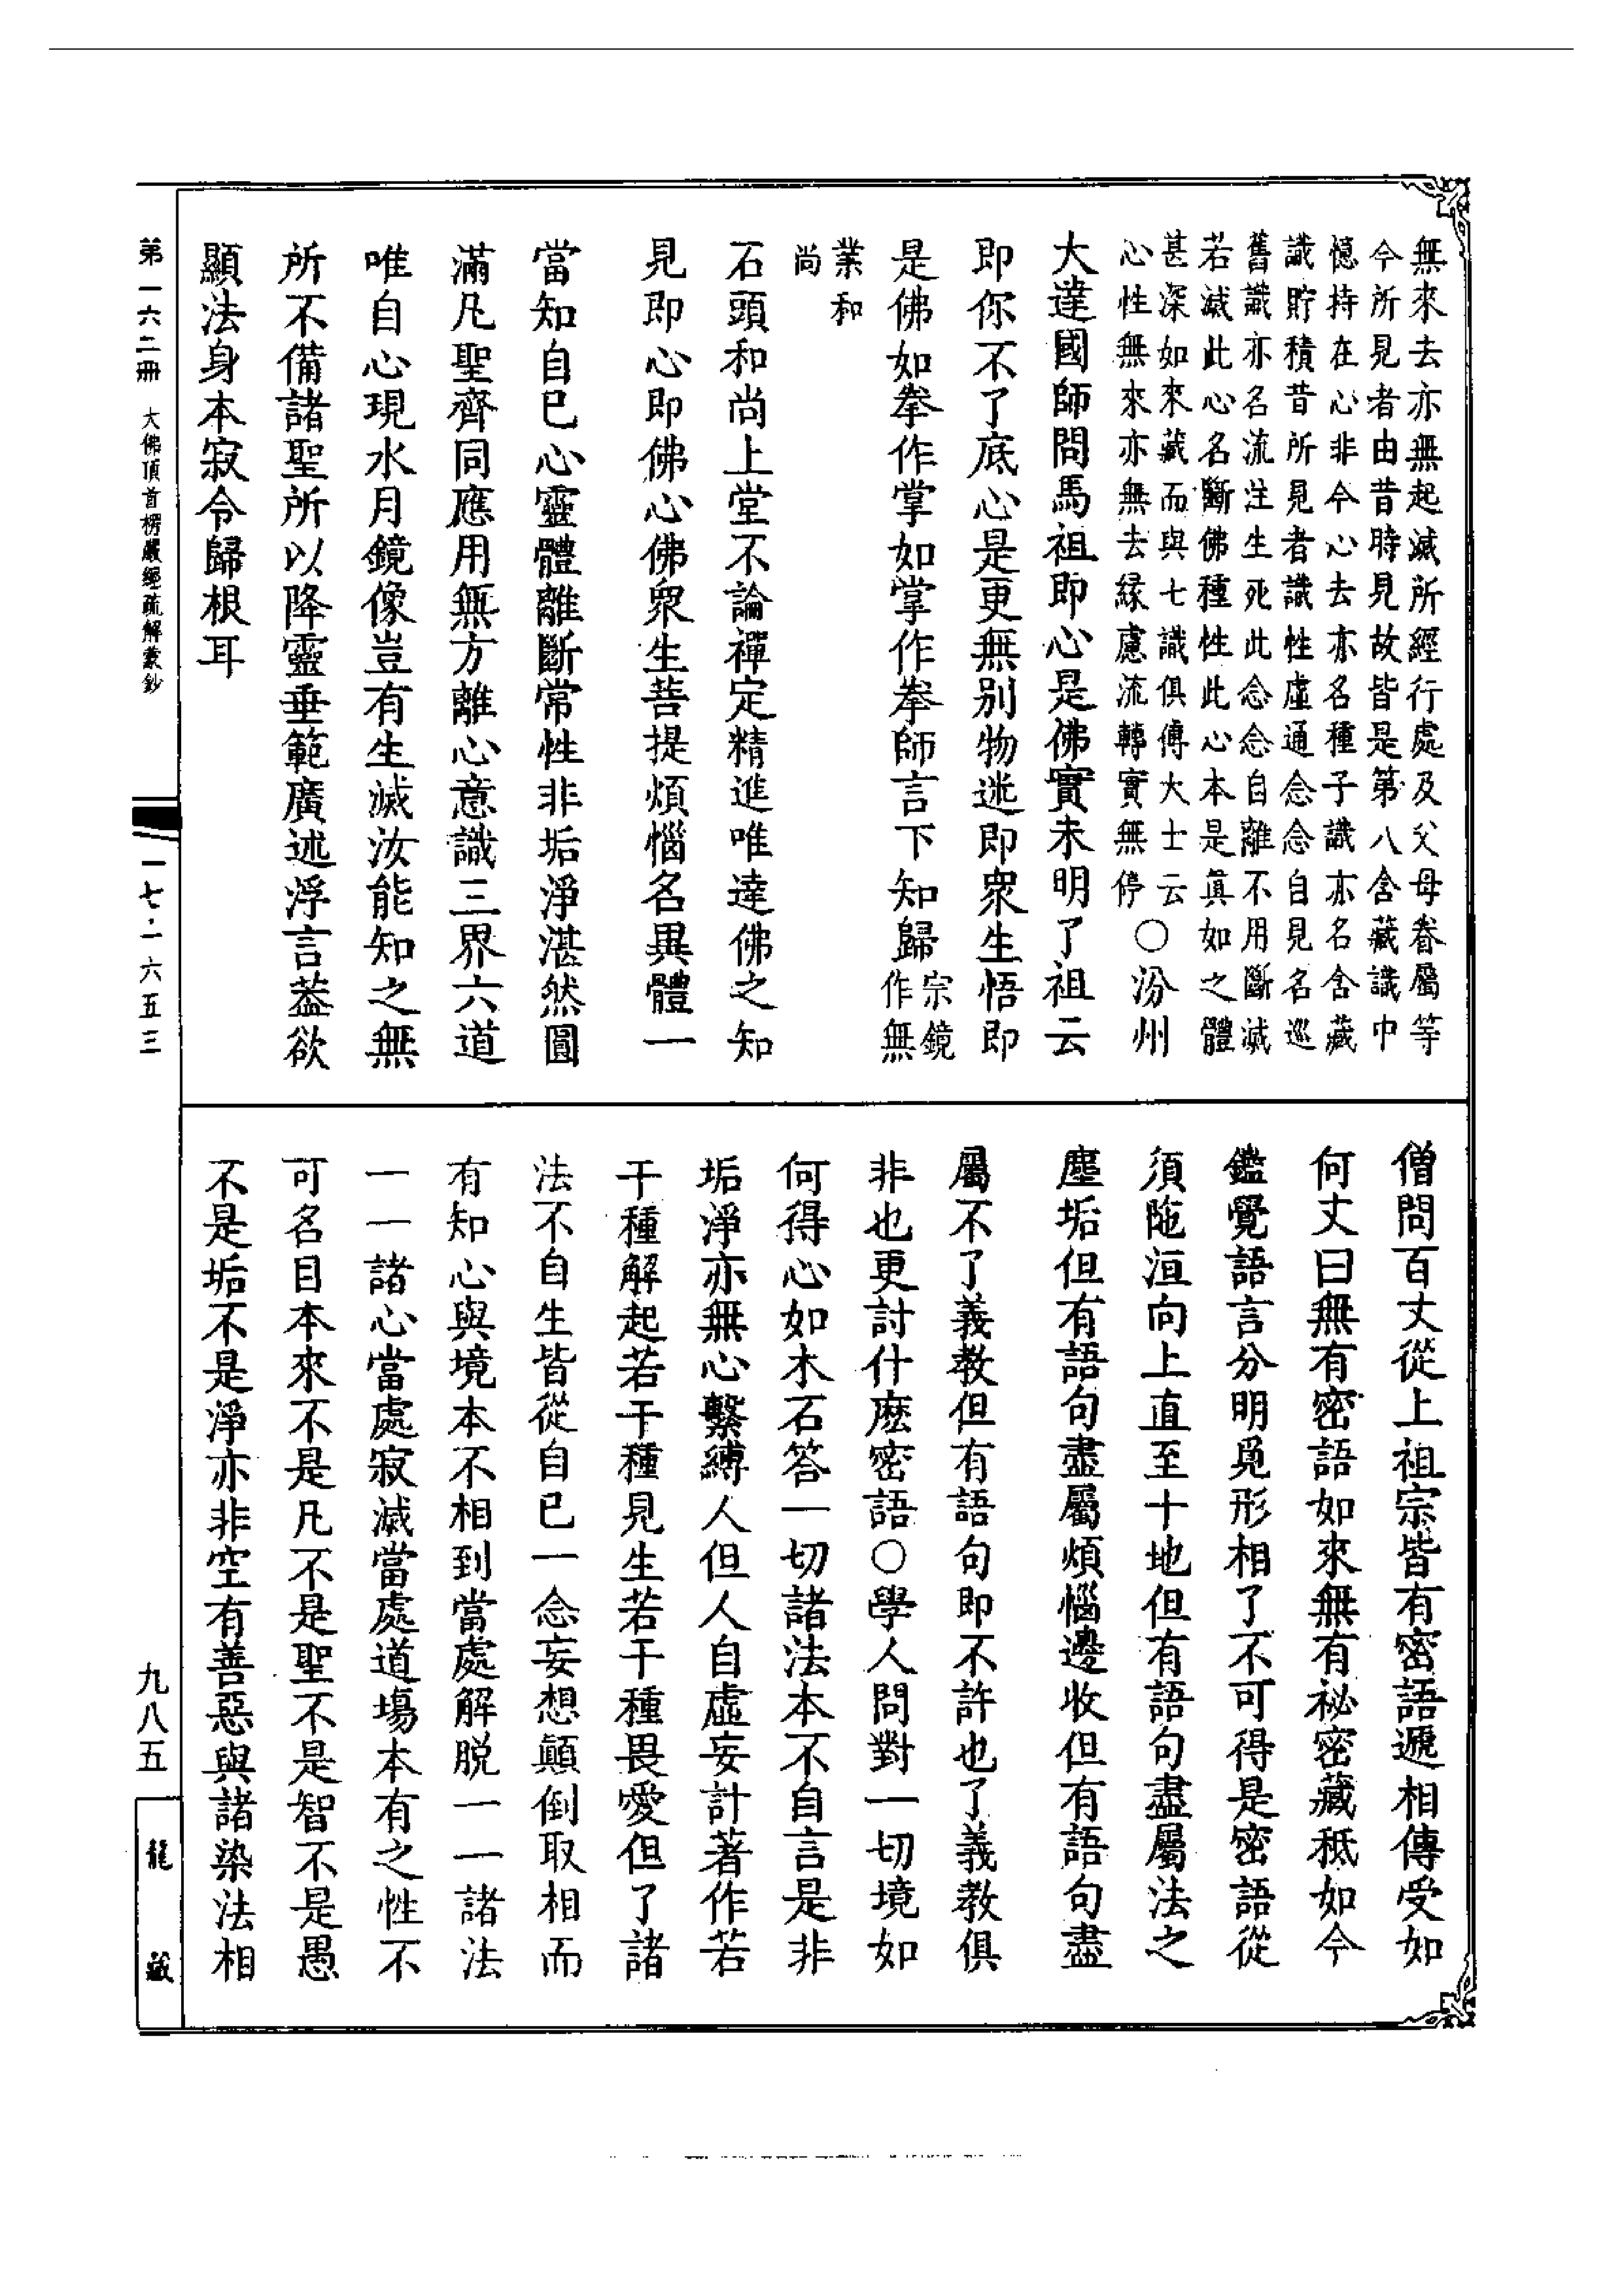 無來去亦無起滅所經行處及父母眷屬等
今所見者由昔時見故皆是第八含藏識中
憶持在心非今心去亦名種子識亦名含藏
識貯積昔所見者識性虛通念念自見名巡
舊識亦名流注生死此念念自離不用斷滅
若滅此心名斷佛種性此心本是真如之體
甚深如來藏而與七識俱傅大士云
心性無來亦無去緣慮流轉實無停
○汾州
大達國師問馬祖即心是佛實未明了祖云
即你不了底心是更無別物迷即眾生悟即
是佛如拳作掌如掌作拳師言下知歸
宗鏡
作無
業和
尚
石頭和尚上堂不論禪定精進唯達佛之知
見即心即佛心佛眾生菩提煩惱名異體一
當知自己心靈體離斷常性非垢淨湛然圓
滿凡聖齊同應用無方離心意識三界六道
唯自心現水月鏡像豈有生滅汝能知之無
所不備諸聖所以降靈垂範廣述浮言葢欲
顯法身本寂令歸根耳
第一六二冊 大佛頂首楞嚴經疏解蒙鈔
一七·一六五三
僧問百丈從上祖宗皆有密語遞相傳受如
何丈曰無有密語如來無有祕密藏秖如今
鑑覺語言分明覓形相了不可得是密語從
須陁洹向上直至十地但有語句盡屬法之
塵垢但有語句盡屬煩惱邊收但有語句盡
屬不了義教但有語句即不許也了義教俱
非也更討什麽密語○學人問對一切境如
何得心如木石答一切諸法本不自言是非
垢淨亦無心繫縛人但人自虛妄計著作若
干種解起若干種見生若干種畏愛但了諸
法不自生皆從自己一念妄想顛倒取相而
有知心與境本不相到當處解脫一一諸法
一一諸心當處寂滅當處道場本有之性不
可名目本來不是凡不是聖不是智不是愚
不是垢不是淨亦非空有善惡與諸染法相
九八五
龍藏